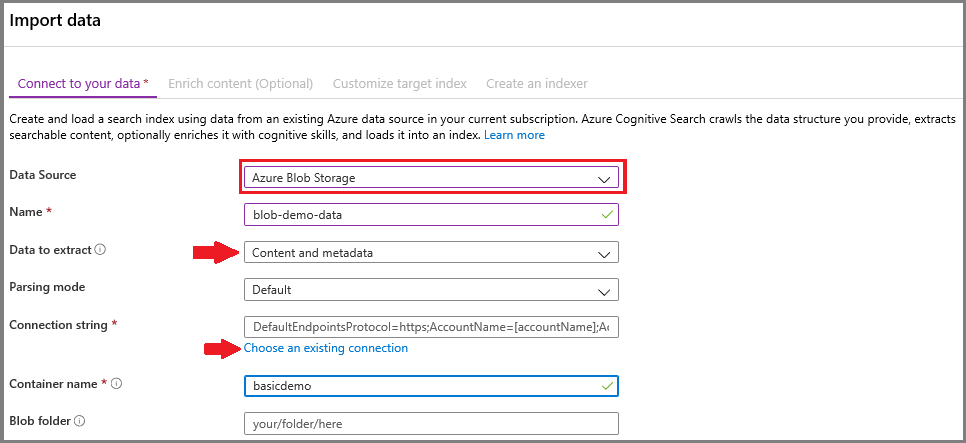 Import data
Connect to your data * Enrich content (Optional) Customize target index Create an indexer
Create and load a search index using data from an existing Azure data source in your current subscription. Azure Cognitive Search crawls the data structure you provide, extracts
searchable content, optionally enriches it with cognitive skills, and loads it into an index. Learn more
Data Source Azure Blob Storage
Name * blob-demo-data
Data to extract Content and metadata
Parsing mode Default
Connection string * DefaultEndpointsProtocol=https;AccountName=[accountName];Ac
Choose an existing connection
Container name * basicdemo
Blob folder your/folder/here